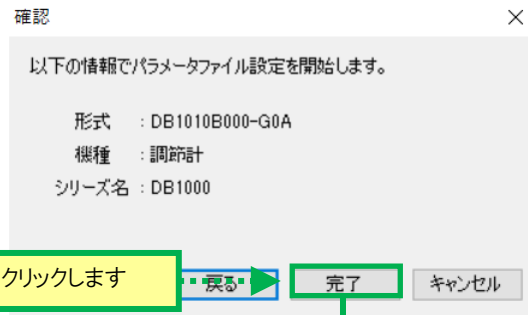 確認
以下の情報でパラメータファイル設定を開始します。
形式 : DB1010B000-G0A
機種 : 調節計
シリーズ名 : DB1000
クリックします
戻る
完了
キャンセル